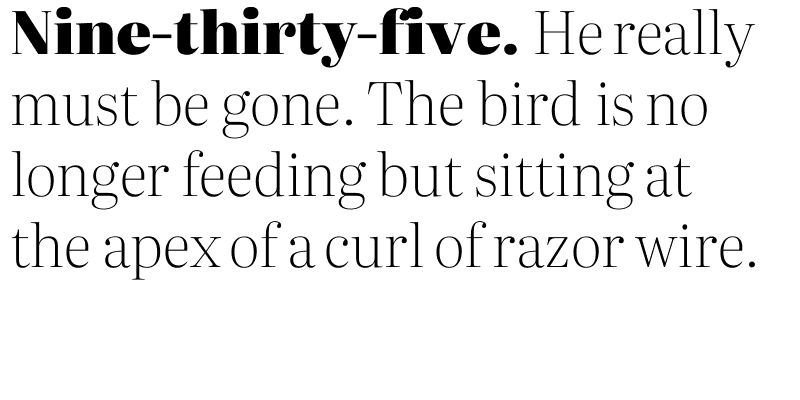 Nine-thirty-five. He really
must be gone. The bird is no
longer feeding but sitting at
the apex of a curl of razor wire.